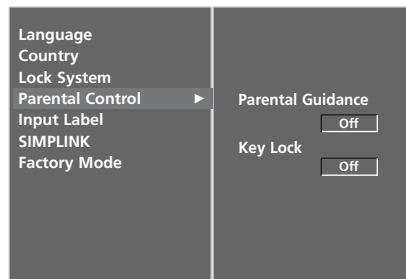 Language
Country
Lock System
Parental Control ►
Input Label
SIMPLINK
Factory Mode
Parental Guidance
Off
Key Lock
Off